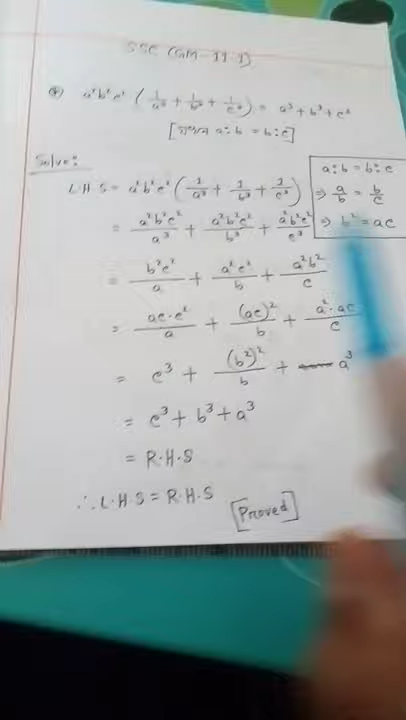 SSC (GM-11.1)
* a²b²c² (1/a³ + 1/b³ + 1/c³) = a³ + b³ + c³
[যখন a:b = b:c]
Solve:
L.H.S = a²b²c² (1/a³ + 1/b³ + 1/c³)
= a²b²c²/a³ + a²b²c²/b³ + a²b²c²/c³
= b²c²/a + a²c²/b + a²b²/c
= ac·c²/a + (ac)²/b + a²·ac/c
= c³ + (b²)²/b + a³
= c³ + b³ + a³
= R.H.S
∴ L.H.S = R.H.S
[Proved]
a:b = b:c
⇒ a/b = b/c
⇒ b² = ac